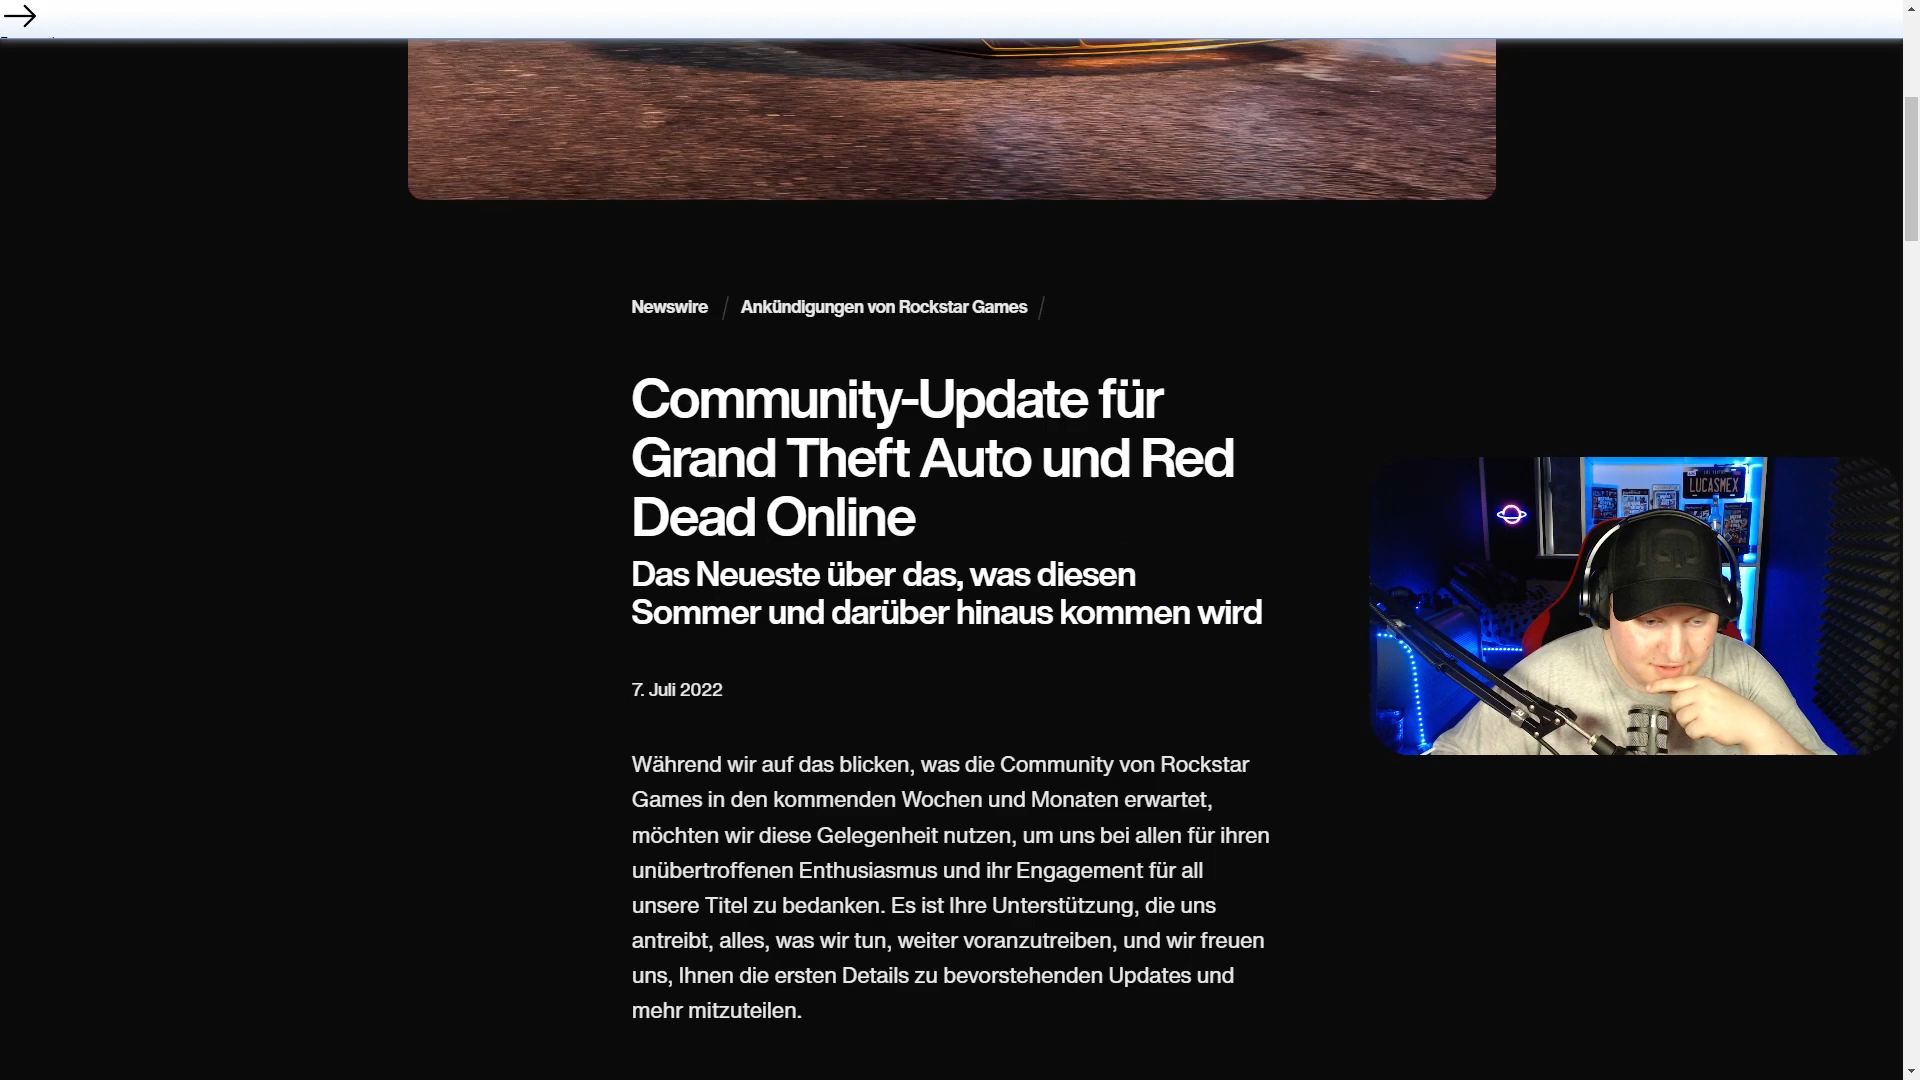 Newswire / Ankündigungen von Rockstar Games /
Community-Update für
Grand Theft Auto und Red
Dead Online
Das Neueste über das, was diesen
Sommer und darüber hinaus kommen wird
7. Juli 2022
Während wir auf das blicken, was die Community von Rockstar
Games in den kommenden Wochen und Monaten erwartet,
möchten wir diese Gelegenheit nutzen, um uns bei allen für ihren
unübertroffenen Enthusiasmus und ihr Engagement für all
unsere Titel zu bedanken. Es ist Ihre Unterstützung, die uns
antreibt, alles, was wir tun, weiter voranzutreiben, und wir freuen
uns, Ihnen die ersten Details zu bevorstehenden Updates und
mehr mitzuteilen.
LUCASMEX